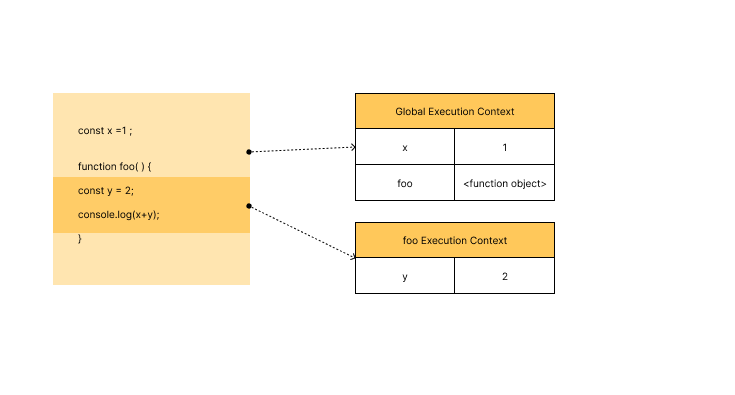 const x =1 ;
function foo( ) {
const y = 2;
console.log(x+y);
}
Global Execution Context
x 1
foo <function object>
foo Execution Context
y 2